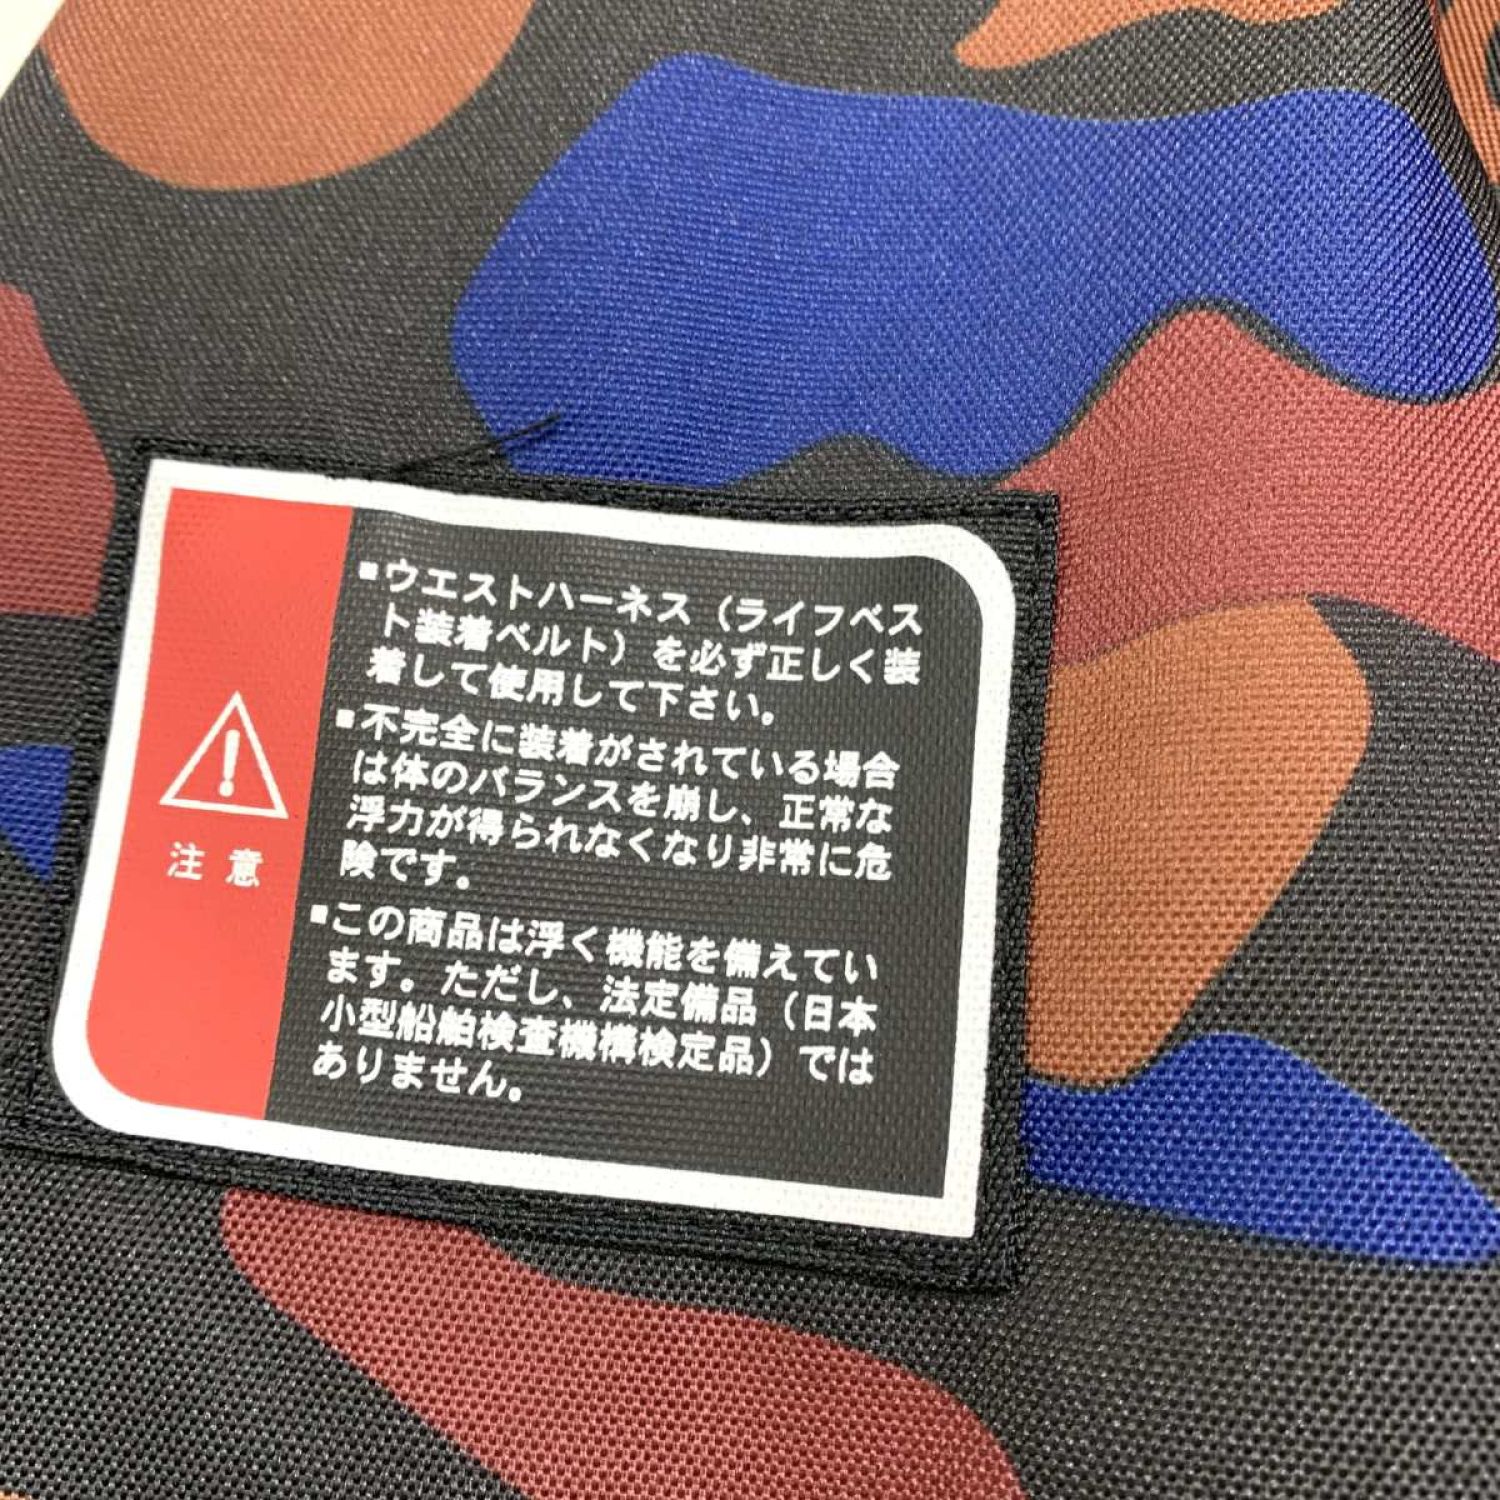 注 意
■ウエストハーネス（ライフベス
ト装着ベルト）を必ず正しく装
着して使用して下さい。
■不完全に装着がされている場合
は体のバランスを崩し、正常な
浮力が得られなくなり非常に危
険です。
■この商品は浮く機能を備えてい
ます。ただし、法定備品（日本
小型船舶検査機構検定品）では
ありません。